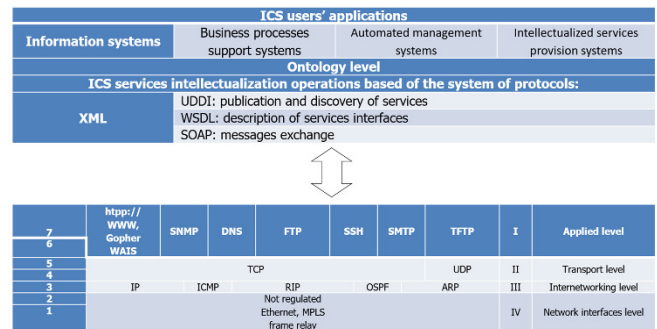 ICS users' applications
Information systems
Business processes
support systems
Automated management
systems
Intellectualized services
provision systems
Ontology level
ICS services intellectualization operations based of the system of protocols:
XML
UDDI: publication and discovery of services
WSDL: description of services interfaces
SOAP: messages exchange
7
6
htpp://
WWW,
Gopher
WAIS
SNMP
DNS
FTP
SSH
SMTP
TFTP
I
Applied level
5
4
TCP
UDP
II
Transport level
3
IP
ICMP
RIP
OSPF
ARP
III
Internetworking level
2
1
Not regulated
Ethernet, MPLS
frame relay
IV
Network interfaces level